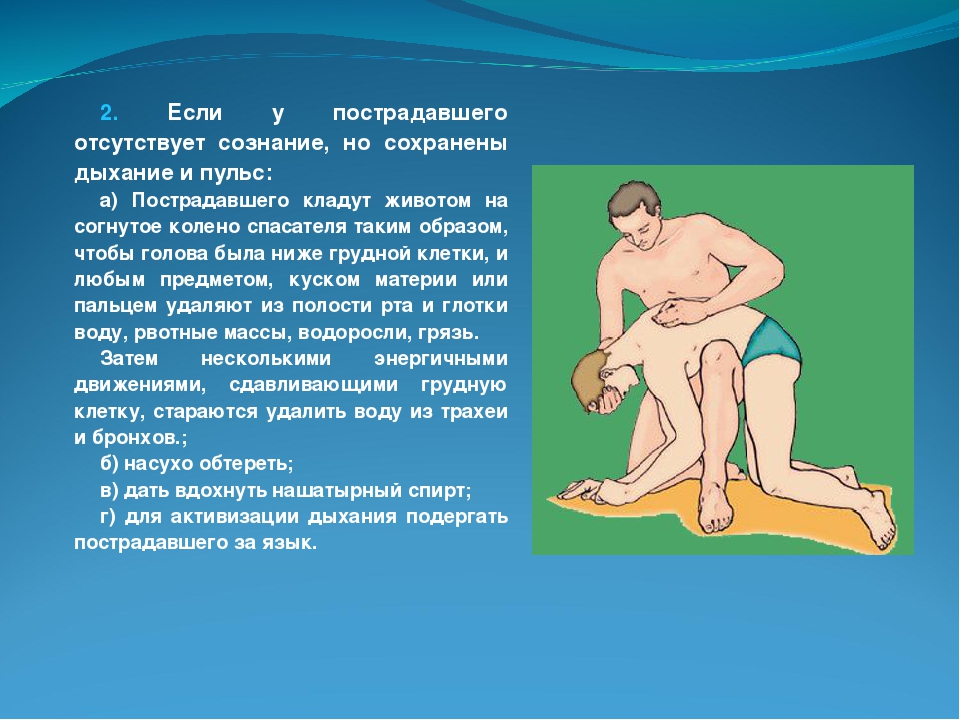 2. Если у пострадавшего
отсутствует сознание, но сохранены
дыхание и пульс:
а) Пострадавшего кладут животом на
согнутое колено спасателя таким образом,
чтобы голова была ниже грудной клетки, и
любым предметом, куском материи или
пальцем удаляют из полости рта и глотки
воду, рвотные массы, водоросли, грязь.
Затем несколькими энергичными
движениями, сдавливающими грудную
клетку, стараются удалить воду из трахеи
и бронхов.;
б) насухо обтереть;
в) дать вдохнуть нашатырный спирт;
г) для активизации дыхания подергать
пострадавшего за язык.